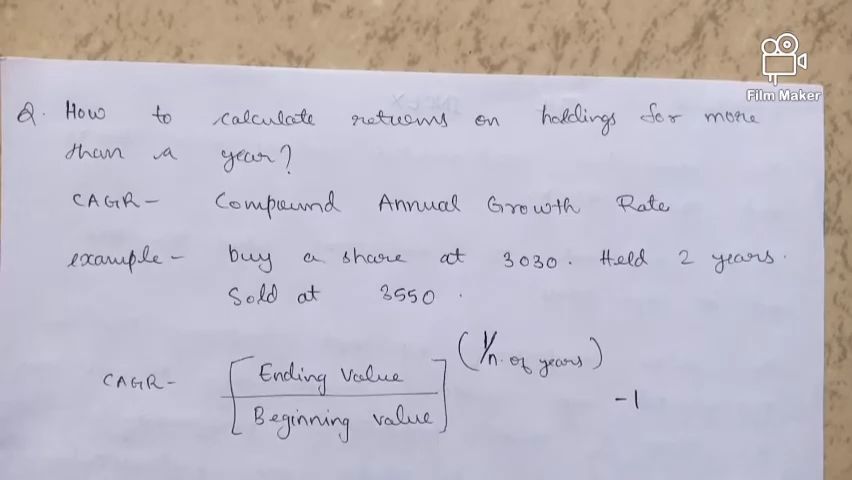 Film Maker
Q. How to calculate returns on holdings for more
than a year?
CAGR - Compound Annual Growth Rate
example - buy a share at 3030. Held 2 years.
Sold at 3550.
CAGR - [Ending value / Beginning value] (1/n. of years) -1